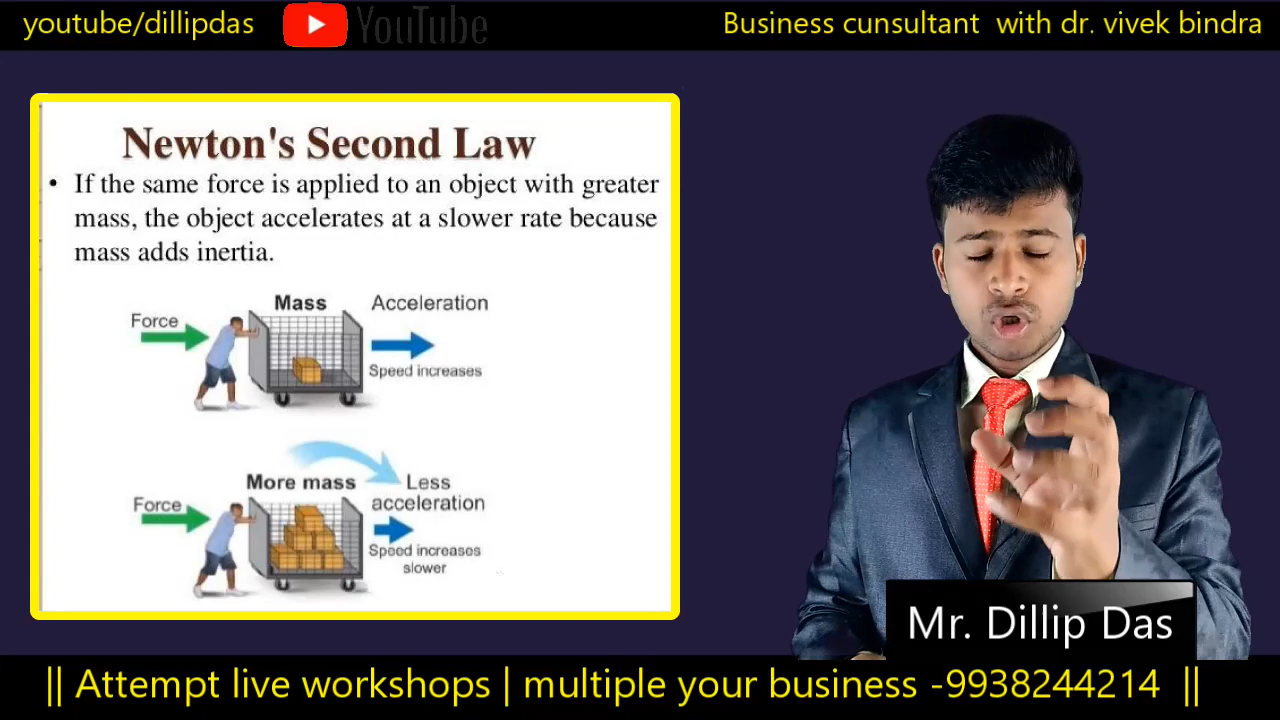 youtube/dillipdas
YouTube
Business cunsultant with dr. vivek bindra
Newton's Second Law
• If the same force is applied to an object with greater
mass, the object accelerates at a slower rate because
mass adds inertia.
Mass
Acceleration
Force
Speed increases
More mass
Less
acceleration
Force
Speed increases
slower
Mr. Dillip Das
|| Attempt live workshops | multiple your business -9938244214 ||